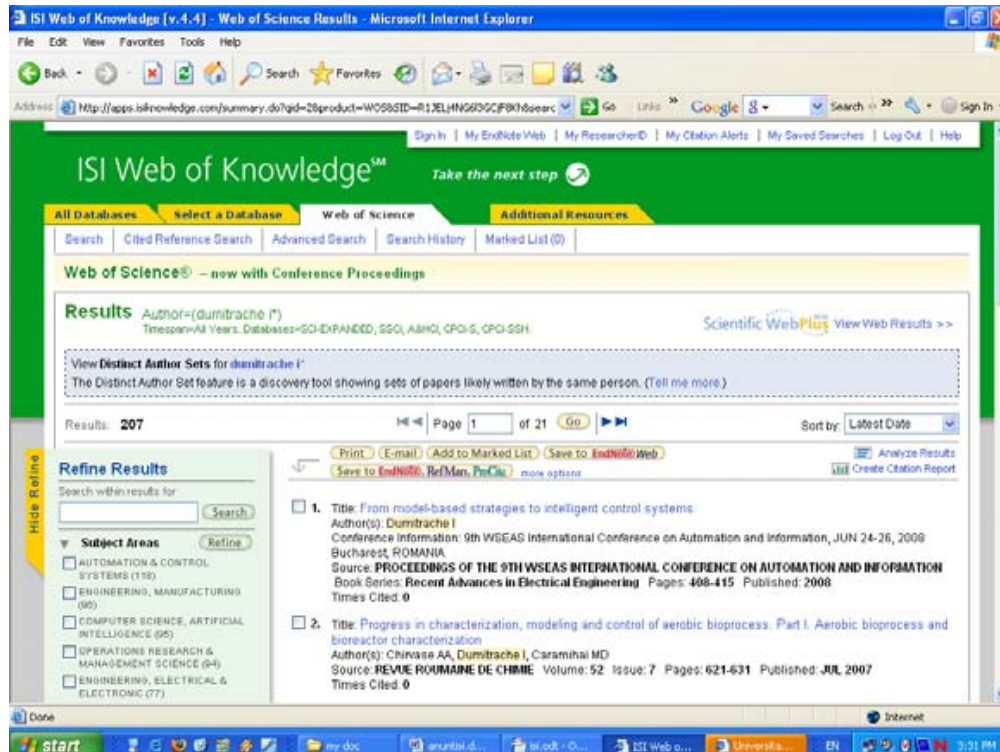 ISI Web of Knowledge [v.4.4] - Web of Science Results - Microsoft Internet Explorer
File Edit View Favorites Tools Help
Back Search Favorites
Address Go Links » Google Search » Sign In
Sign In | My EndNote Web | My ResearcherID | My Citation Alerts | My Saved Searches | Log Out | Help
ISI Web of Knowledge℠ Take the next step
All Databases Select a Database Web of Science Additional Resources
Search Cited Reference Search Advanced Search Search History Marked List (0)
Web of Science® – now with Conference Proceedings
Results Author=(dumitrache i*)
Timespan=All Years. Databases=SCI-EXPANDED, SSCI, A&HCI, CPCI-S, CPCI-SSH.
Scientific WebPlus View Web Results >>
View Distinct Author Sets for dumitrache i*
The Distinct Author Set feature is a discovery tool showing sets of papers likely written by the same person. (Tell me more.)
Results: 207 Page 1 of 21 Go Sort by: Latest Date
Hide Refine
Refine Results
Search within results for
Search
Subject Areas Refine
AUTOMATION & CONTROL
SYSTEMS (118)
ENGINEERING, MANUFACTURING
COMPUTER SCIENCE, ARTIFICIAL
INTELLIGENCE (95)
OPERATIONS RESEARCH &
MANAGEMENT SCIENCE (94)
ENGINEERING, ELECTRICAL &
ELECTRONIC (77)
Print E-mail Add to Marked List Save to EndNote Web
Save to EndNote, RefMan, ProCite more options
Analyze Results
Create Citation Report
1. Title: From model-based strategies to intelligent control systems
Author(s): Dumitrache I
Conference Information: 9th WSEAS International Conference on Automation and Information, JUN 24-26, 2008
Bucharest, ROMANIA
Source: PROCEEDINGS OF THE 9TH WSEAS INTERNATIONAL CONFERENCE ON AUTOMATION AND INFORMATION
Book Series: Recent Advances in Electrical Engineering Pages: 408-415 Published: 2008
Times Cited: 0
2. Title: Progress in characterization, modeling and control of aerobic bioprocess. Part I. Aerobic bioprocess and
bioreactor characterization
Author(s): Chirvase AA, Dumitrache I, Caramihai MD
Source: REVUE ROUMAINE DE CHIMIE Volume: 52 Issue: 7 Pages: 621-631 Published: JUL 2007
Times Cited: 0
Done Internet
start my doc anuntisi.d... isi.odt - O... ISI Web o... Universita... EN 3:31 PM